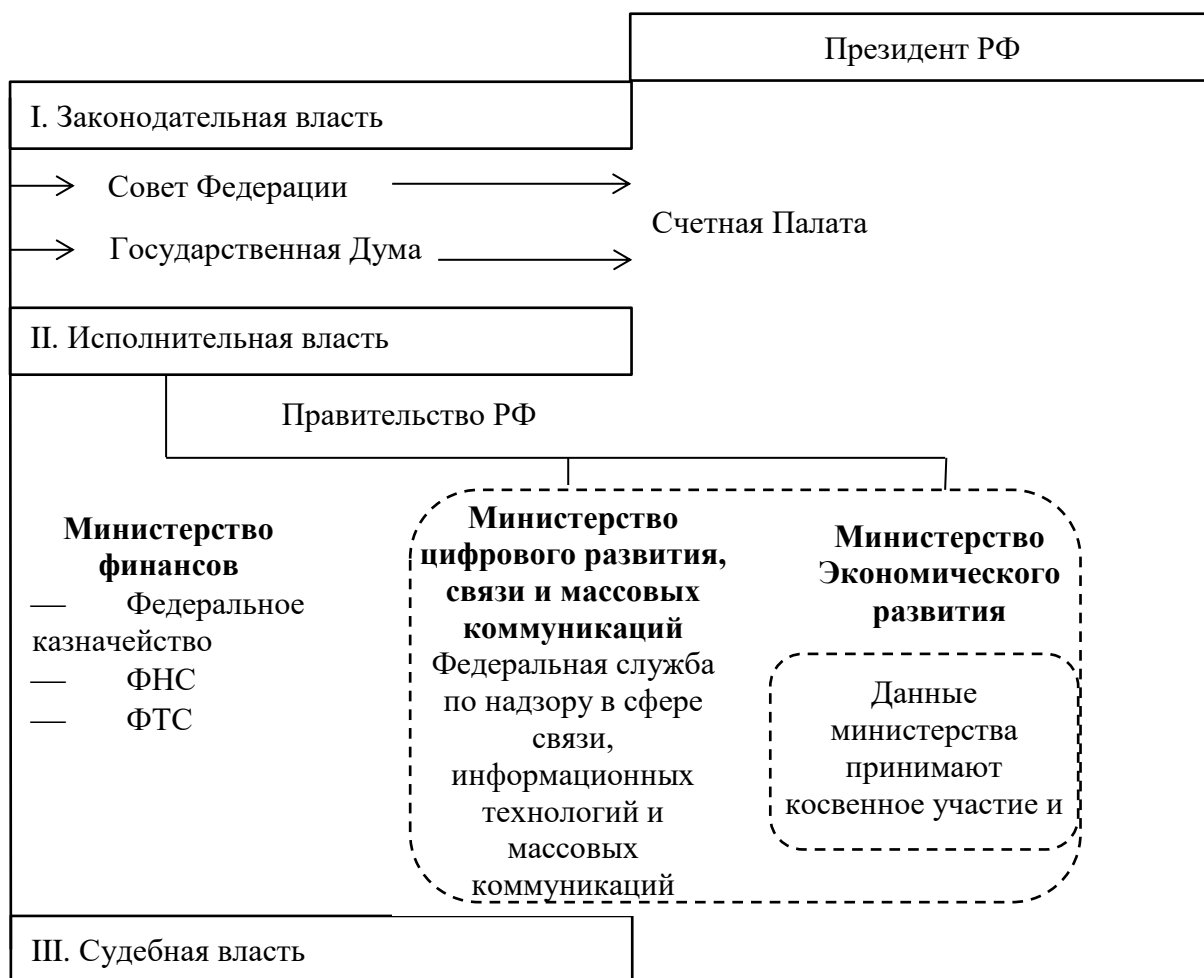 Президент РФ
I. Законодательная власть
Совет Федерации
Государственная Дума
Счетная Палата
II. Исполнительная власть
Правительство РФ
Министерство
финансов
— Федеральное
казначейство
— ФНС
— ФТС
Министерство
цифрового развития,
связи и массовых
коммуникаций
Федеральная служба
по надзору в сфере
связи,
информационных
технологий и
массовых
коммуникаций
Министерство
Экономического
развития
Данные
министерства
принимают
косвенное участие и
III. Судебная власть